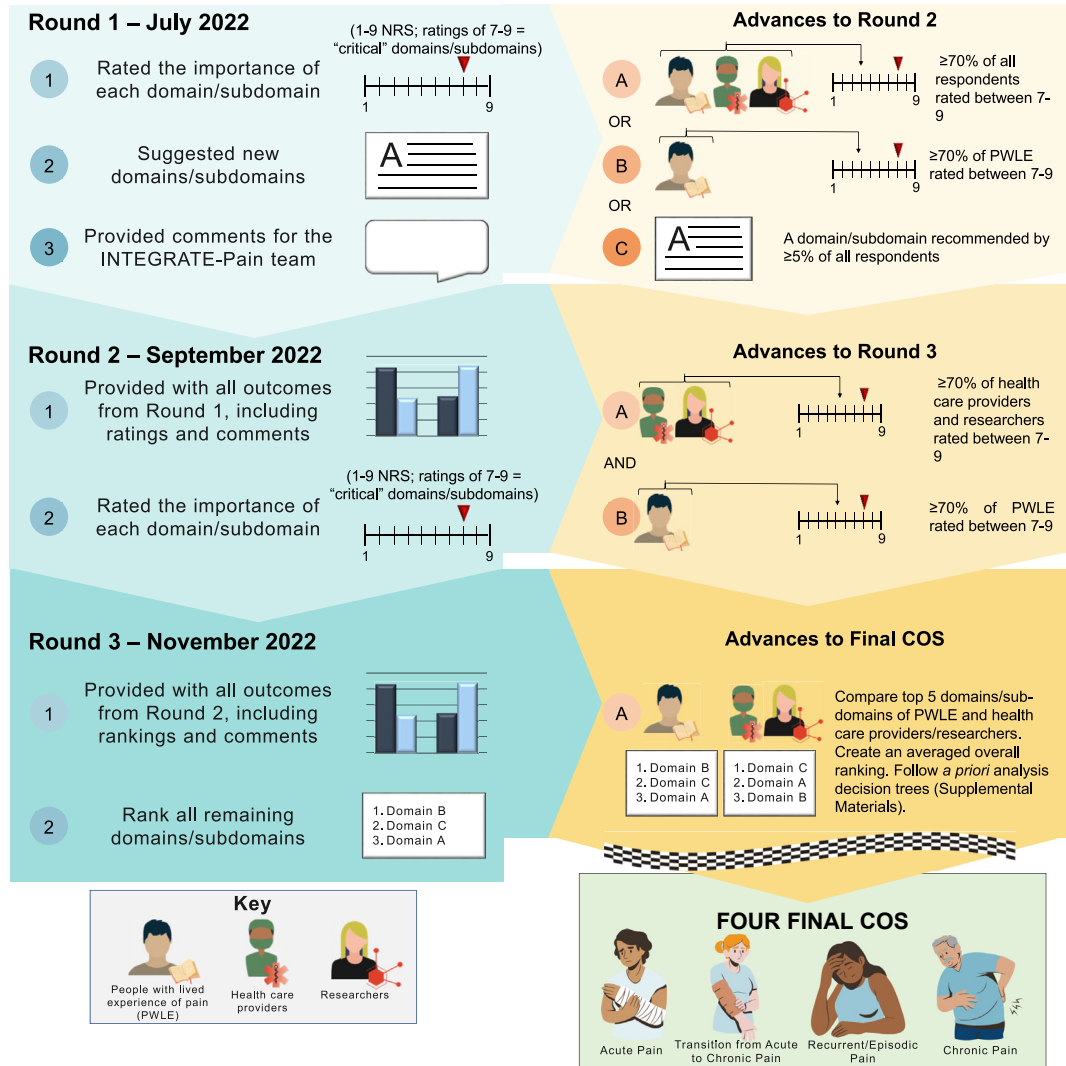 Round 1 – July 2022
(1-9 NRS; ratings of 7-9 =
“critical” domains/subdomains)
1
Rated the importance of
each domain/subdomain
1
9
2
Suggested new
domains/subdomains
A
3
Provided comments for the
INTEGRATE-Pain team
Advances to Round 2
A
1
9
≥70% of all
respondents
rated between 7-
9
OR
B
1
9
≥70% of PWLE
rated between 7-9
OR
C
A
A domain/subdomain recommended by
≥5% of all respondents
Round 2 – September 2022
1
Provided with all outcomes
from Round 1, including
ratings and comments
(1-9 NRS; ratings of 7-9 =
“critical” domains/subdomains)
2
Rated the importance of
each domain/subdomain
1
9
Advances to Round 3
A
1
9
≥70% of health
care providers
and researchers
rated between 7-
9
AND
B
1
9
≥70% of PWLE
rated between 7-9
Round 3 – November 2022
1
Provided with all outcomes
from Round 2, including
rankings and comments
2
Rank all remaining
domains/subdomains
1. Domain B
2. Domain C
3. Domain A
Advances to Final COS
A
1. Domain B
2. Domain C
3. Domain A
1. Domain C
2. Domain A
3. Domain B
Compare top 5 domains/sub-
domains of PWLE and health
care providers/researchers.
Create an averaged overall
ranking. Follow a priori analysis
decision trees (Supplemental
Materials).
Key
People with lived
experience of pain
(PWLE)
Health care
providers
Researchers
FOUR FINAL COS
Acute Pain
Transition from Acute
to Chronic Pain
Recurrent/Episodic
Pain
Chronic Pain